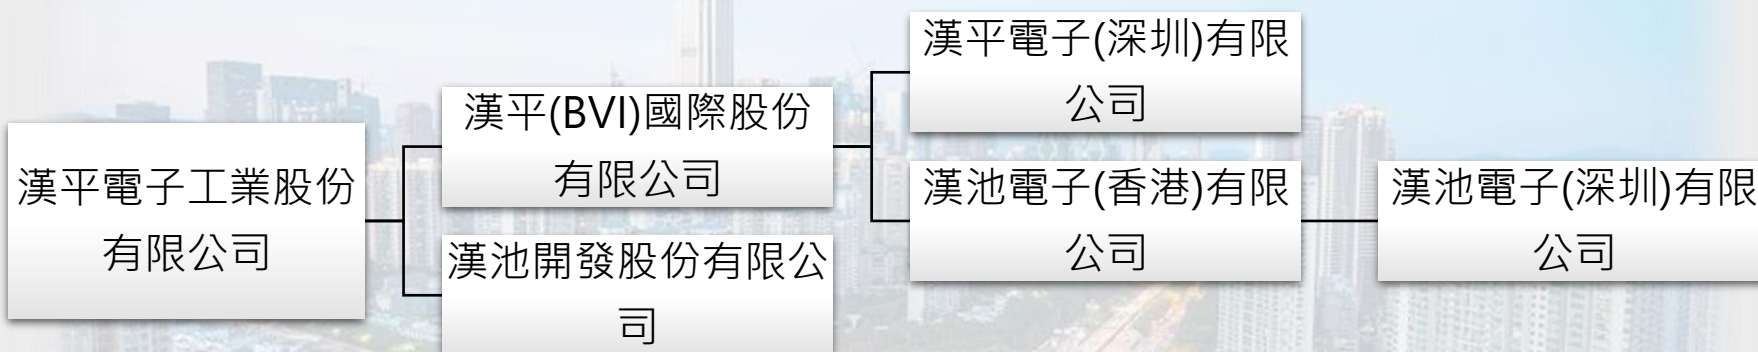 漢平電子工業股份
有限公司
漢平(BVI)國際股份
有限公司
漢池開發股份有限公
司
漢平電子(深圳)有限
公司
漢池電子(香港)有限
公司
漢池電子(深圳)有限
公司